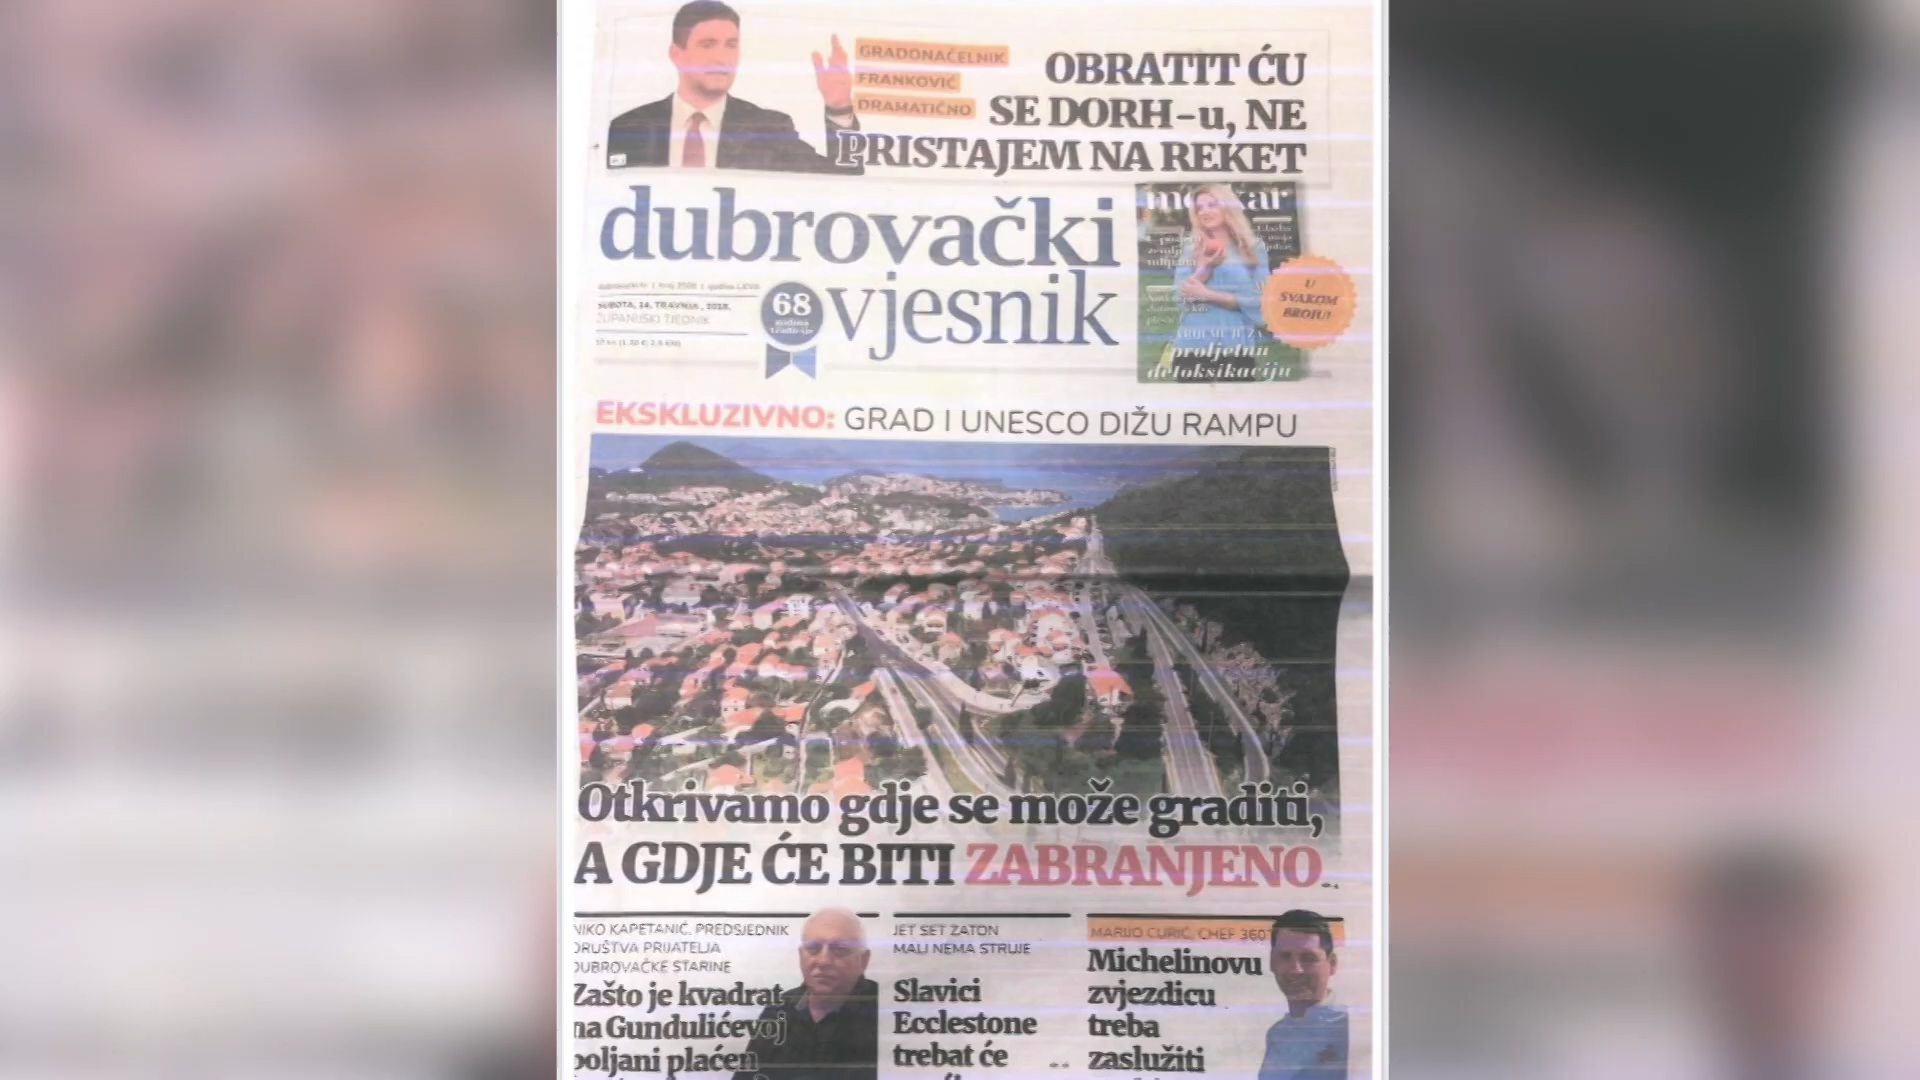 GRADONAČELNIK
FRANKOVIĆ
DRAMATIČNO
OBRATIT ĆU
SE DORH-u, NE
PRISTAJEM NA REKET
dubrovački
vjesnik
SUBOTA, 14. TRAVNJA, 2018.
ŽUPANIJSKI TJEDNIK
68
godina
tradicije
proljetnu
detoksikaciju
U
SVAKOM
BROJU!
EKSKLUZIVNO: GRAD I UNESCO DIŽU RAMPU
Otkrivamo gdje se može graditi,
A GDJE ĆE BITI ZABRANJENO
NIKO KAPETANIĆ, PREDSJEDNIK
DRUŠTVA PRIJATELJA
DUBROVAČKE STARINE
Zašto je kvadrat
na Gundulićevoj
poljani plaćen
JET SET ZATON
MALI NEMA STRUJE
Slavici
Ecclestone
trebat će
MARIJO CURIĆ, CHEF 360°
Michelinovu
zvjezdicu
treba
zaslužiti